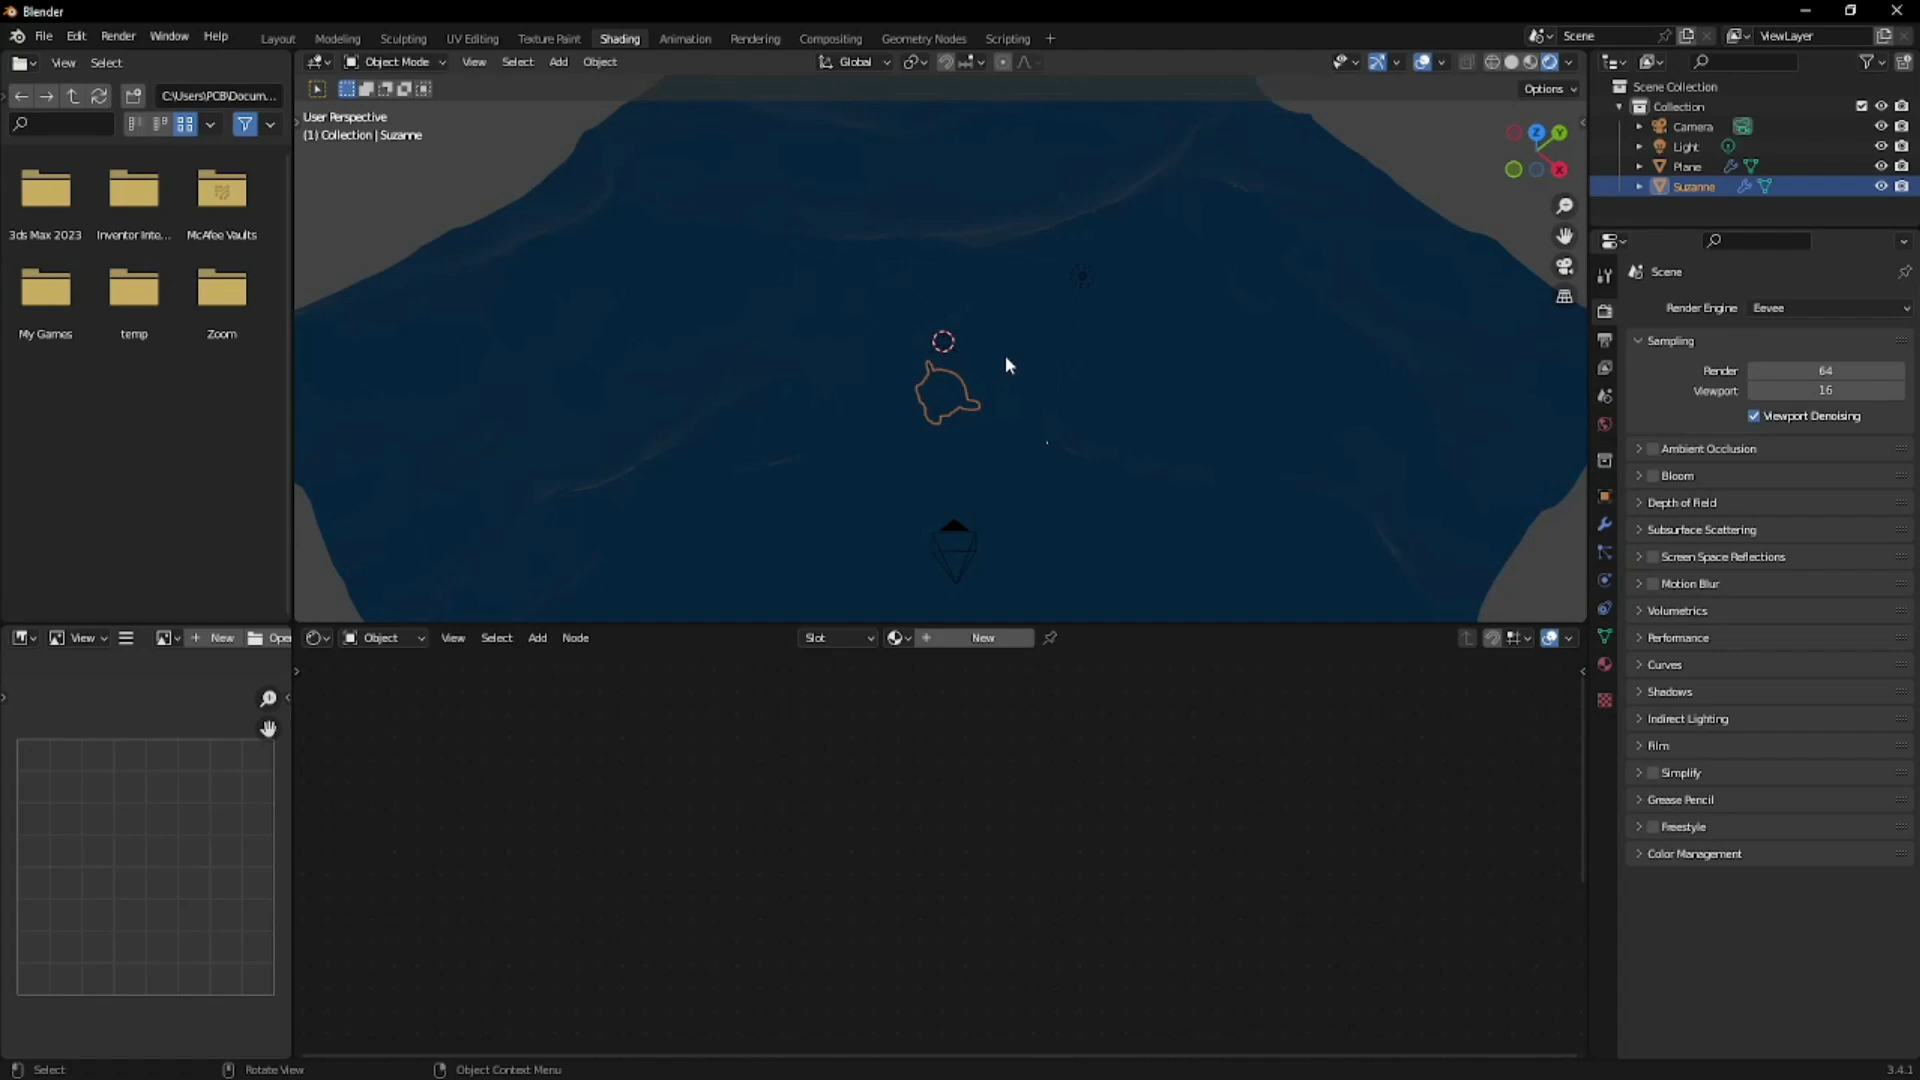 Blender
File Edit Render Window Help
Layout Modeling Sculpting UV Editing Texture Paint Shading Animation Rendering Compositing Geometry Nodes Scripting +
Scene
ViewLayer
View Select
C:\Users\PCB\Docum...
3ds Max 2023
Inventor Inte...
McAfee Vaults
My Games
temp
Zoom
Object Mode View Select Add Object
Global
Options
User Perspective
(1) Collection | Suzanne
Z
Y
X
Scene Collection
Collection
Camera
Light
Plane
Suzanne
Scene
Render Engine Eevee
Sampling
Render 64
Viewport 16
Viewport Denoising
Ambient Occlusion
Bloom
Depth of Field
Subsurface Scattering
Screen Space Reflections
Motion Blur
Volumetrics
Performance
Curves
Shadows
Indirect Lighting
Film
Simplify
Grease Pencil
Freestyle
Color Management
View
+ New
Open
Object View Select Add Node
Slot
+ New
Select
Rotate View
Object Context Menu
3.4.1